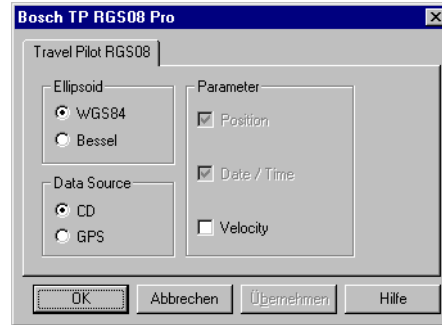 Bosch TP RGS08 Pro
Travel Pilot RGS08
Ellipsoid
WGS84
Bessel
Data Source
CD
GPS
Parameter
Position
Date / Time
Velocity
OK
Abbrechen
Übernehmen
Hilfe